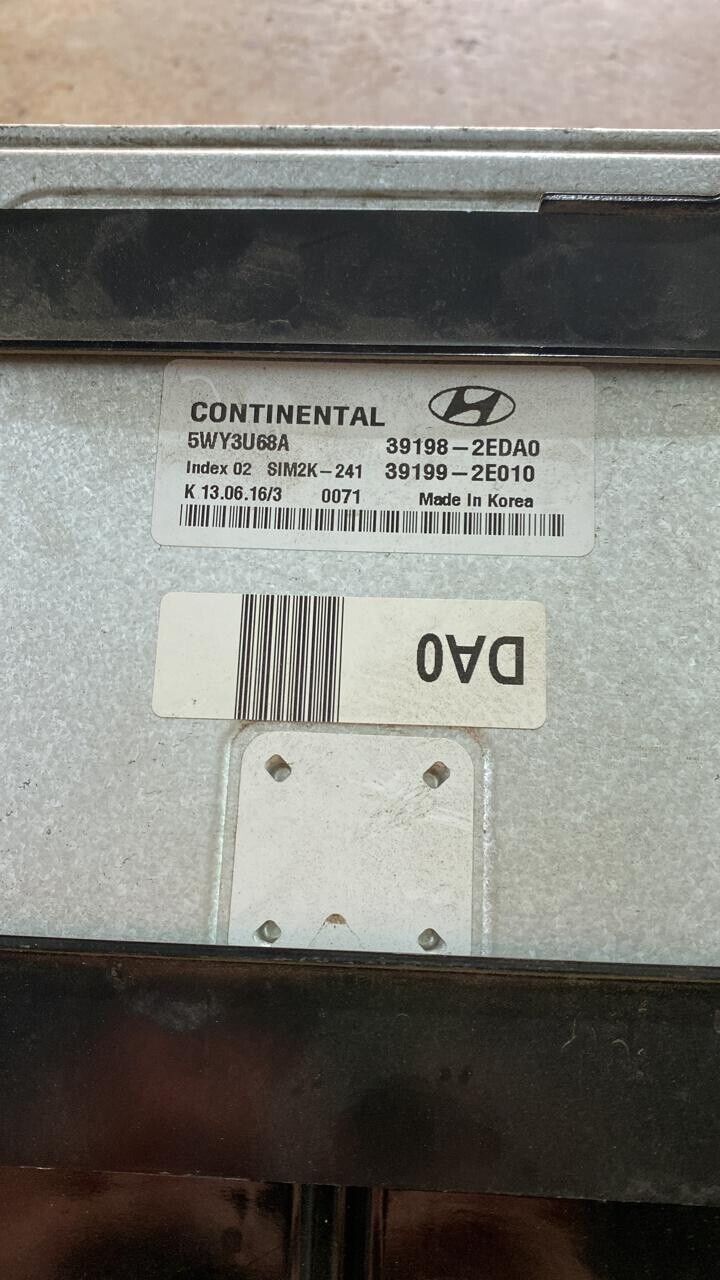 CONTINENTAL
5WY3U68A 39198-2EDA0
Index 02 SIM2K-241 39199-2E010
K 13.06.16/3 0071 Made In Korea
DA0